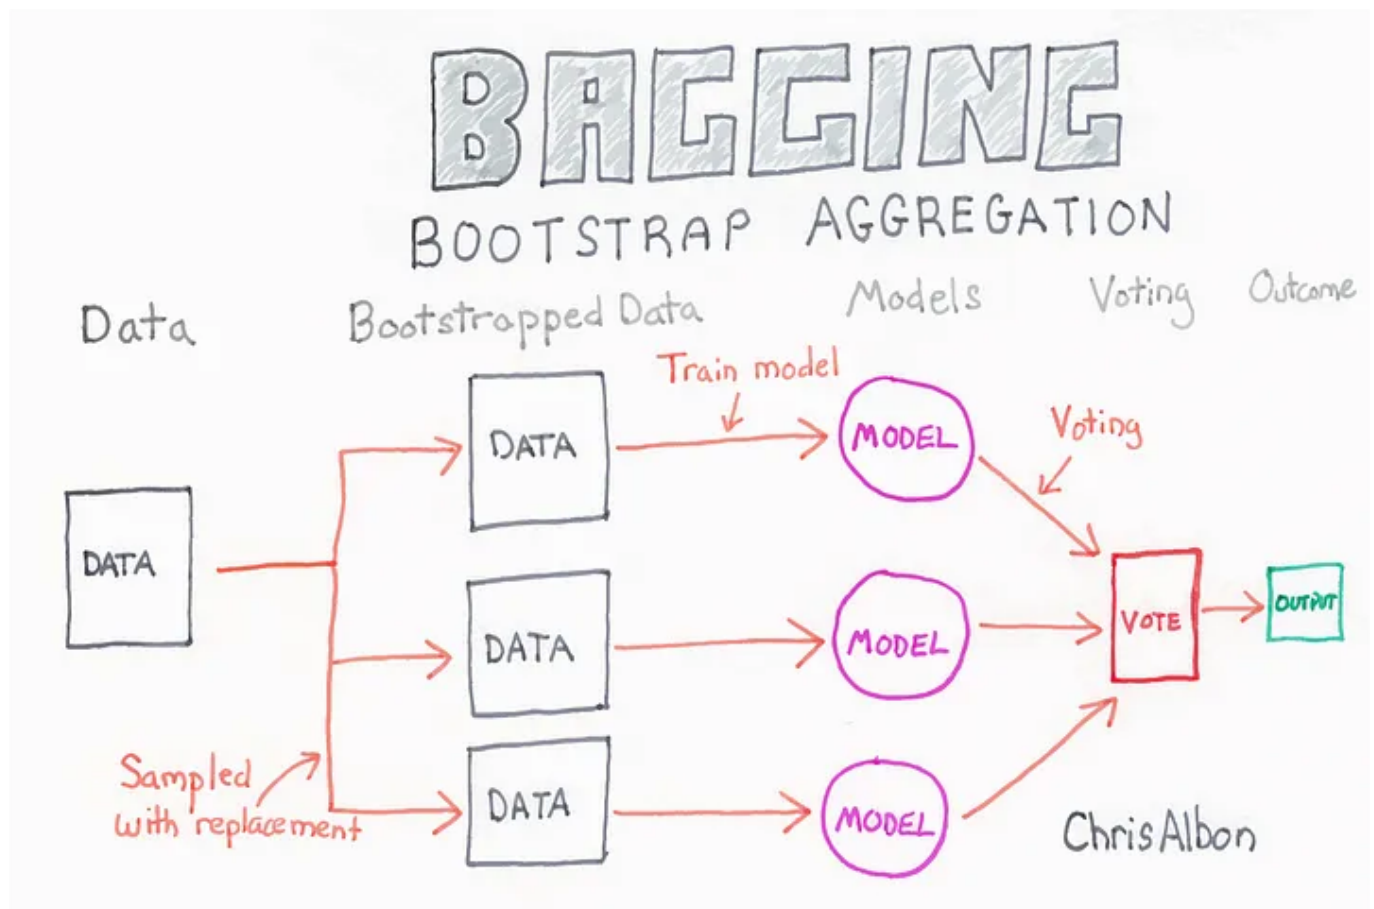 BAGGING
BOOTSTRAP AGGREGATION
Data
Bootstrapped Data
Models
Voting
Outcome
Train model
Voting
DATA
DATA
DATA
DATA
MODEL
MODEL
MODEL
VOTE
OUTPUT
Sampled
with replacement
Chris Albon